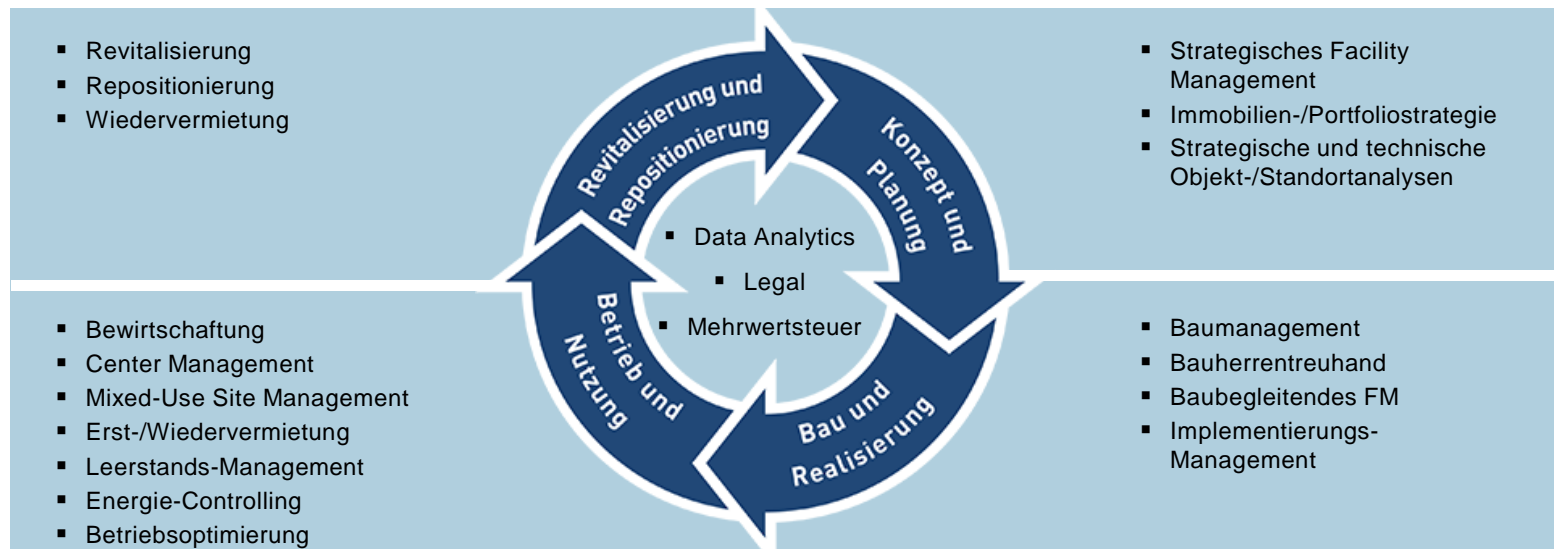 ▪ Revitalisierung
▪ Repositionierung
▪ Wiedervermietung
▪ Strategisches Facility
Management
▪ Immobilien-/Portfoliostrategie
▪ Strategische und technische
Objekt-/Standortanalysen
Revitalisierung und
Repositionierung
Konzept und
Planung
▪ Data Analytics
▪ Legal
▪ Mehrwertsteuer
Betrieb und
Nutzung
Bau und
Realisierung
▪ Bewirtschaftung
▪ Center Management
▪ Mixed-Use Site Management
▪ Erst-/Wiedervermietung
▪ Leerstands-Management
▪ Energie-Controlling
▪ Betriebsoptimierung
▪ Baumanagement
▪ Bauherrentreuhand
▪ Baubegleitendes FM
▪ Implementierungs-
Management